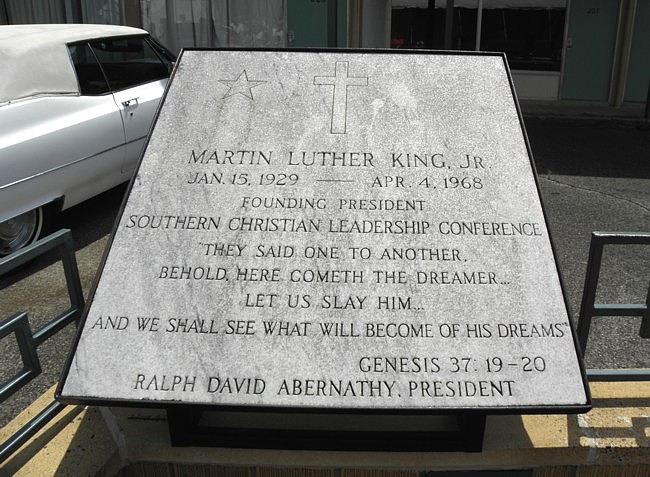 MARTIN LUTHER KING, JR.
JAN. 15, 1929 — APR. 4, 1968
FOUNDING PRESIDENT
SOUTHERN CHRISTIAN LEADERSHIP CONFERENCE
"THEY SAID ONE TO ANOTHER,
BEHOLD, HERE COMETH THE DREAMER...
LET US SLAY HIM...
AND WE SHALL SEE WHAT WILL BECOME OF HIS DREAMS"
GENESIS 37: 19-20
RALPH DAVID ABERNATHY, PRESIDENT